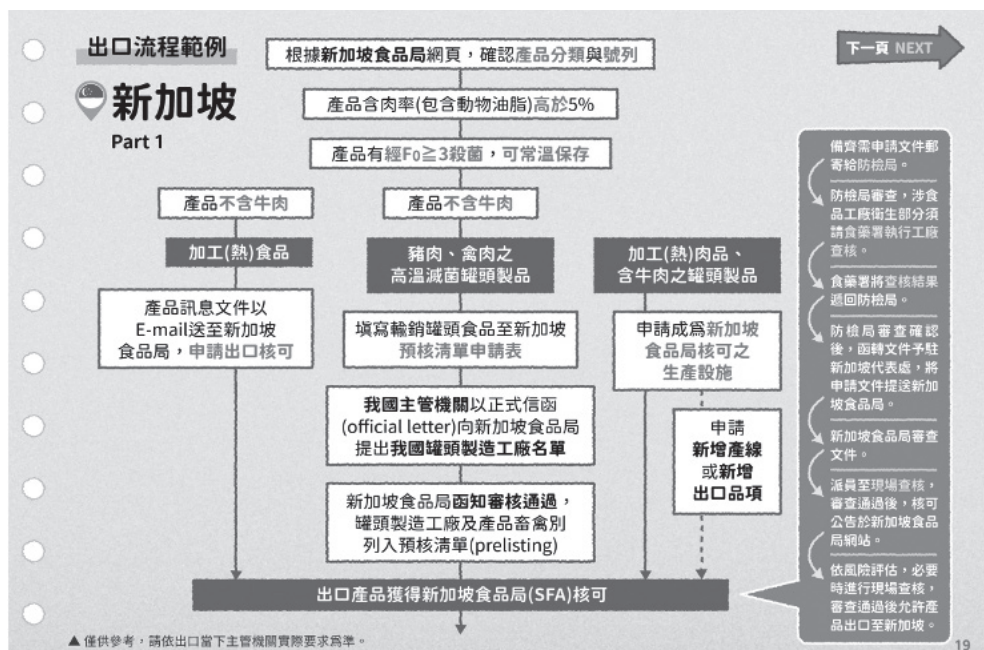 出口流程範例
新加坡
Part 1
下一頁 NEXT
根據新加坡食品局網頁，確認產品分類與號列
產品含肉率(包含動物油脂)高於5%
產品有經F₀≧3殺菌，可常溫保存
產品不含牛肉
加工(熱)食品
產品訊息文件以
E-mail送至新加坡
食品局，申請出口核可
產品不含牛肉
豬肉、禽肉之
高溫滅菌罐頭製品
填寫輸銷罐頭食品至新加坡
預核清單申請表
我國主管機關以正式信函
(official letter)向新加坡食品局
提出我國罐頭製造工廠名單
新加坡食品局函知審核通過，
罐頭製造工廠及產品畜禽別
列入預核清單(prelisting)
加工(熱)肉品、
含牛肉之罐頭製品
申請成為新加坡
食品局核可之
生產設施
申請
新增產線
或新增
出口品項
出口產品獲得新加坡食品局(SFA)核可
備齊需申請文件郵
寄給防檢局。
防檢局審查，涉食
品工廠衛生部分須
請食藥署執行工廠
查核。
食藥署將查核結果
遞回防檢局。
防檢局審查確認
後，函轉文件予駐
新加坡代表處，將
申請文件提送新加
坡食品局。
新加坡食品局審查
文件。
派員至現場查核，
審查通過後，核可
公告於新加坡食品
局網站。
依風險評估，必要
時進行現場查核，
審查通過後允許產
品出口至新加坡。
▲ 僅供參考，請依出口當下主管機關實際要求為準。
19